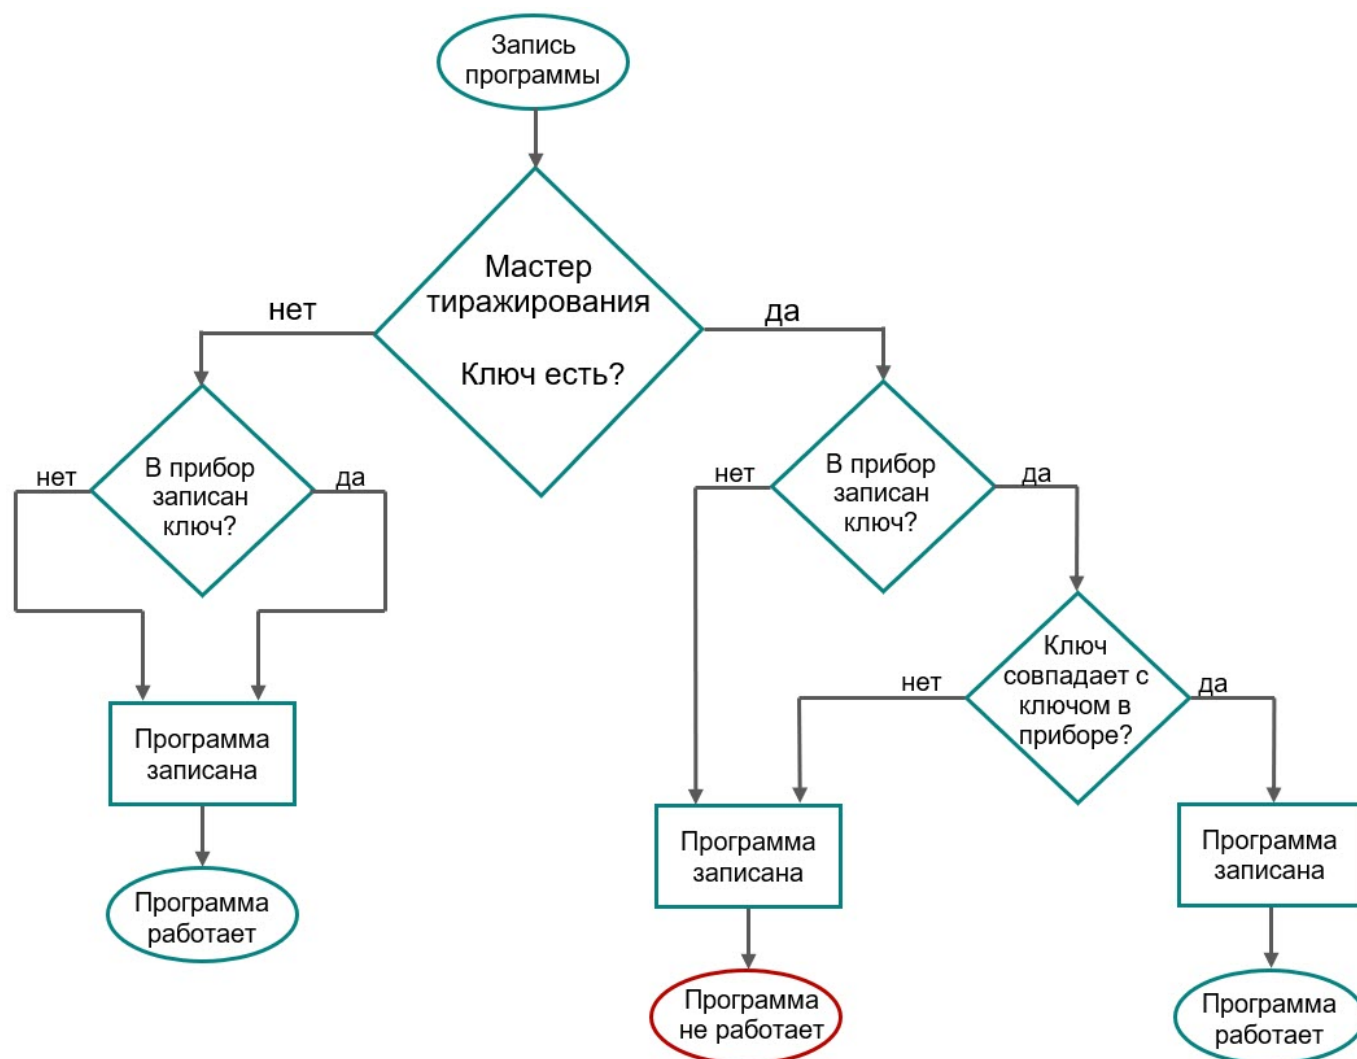 Запись
программы
Мастер
тиражирования
Ключ есть?
нет
да
В прибор
записан
ключ?
нет
да
В прибор
записан
ключ?
нет
да
Ключ
совпадает с
ключом в
приборе?
нет
да
Программа
записана
Программа
работает
Программа
записана
Программа
не работает
Программа
записана
Программа
работает